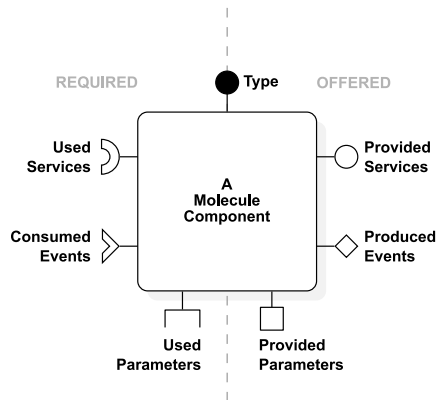 REQUIRED
Type
OFFERED
Used
Services
A
Molecule
Component
Provided
Services
Consumed
Events
Produced
Events
Used
Parameters
Provided
Parameters